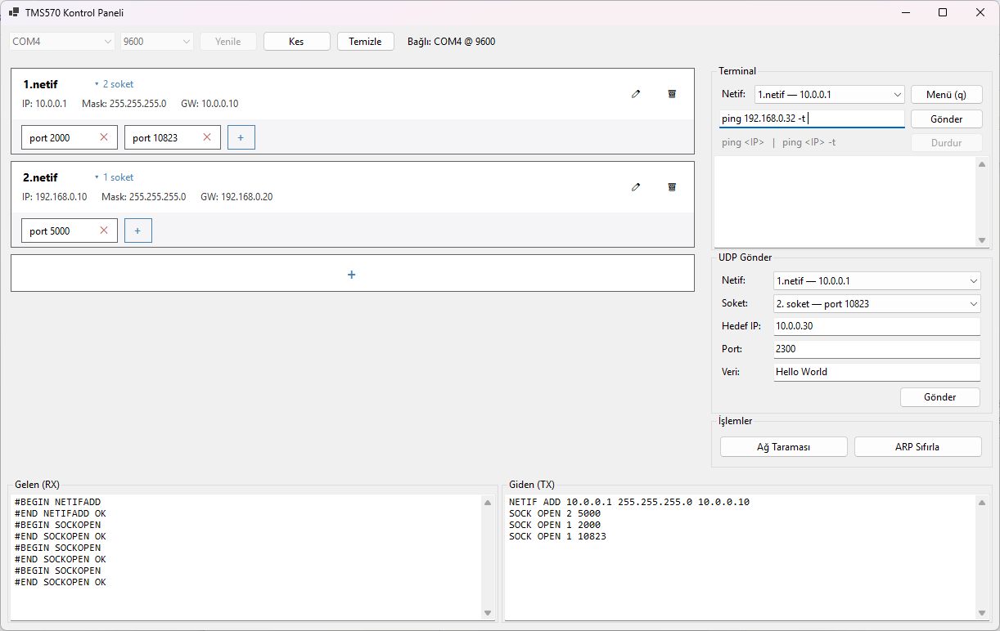 TMS570 Kontrol Paneli
COM4 9600 Yenile Kes Temizle Bağlı: COM4 @ 9600
1.netif 2 soket
IP: 10.0.0.1 Mask: 255.255.255.0 GW: 10.0.0.10
port 2000 port 10823 +
2.netif 1 soket
IP: 192.168.0.10 Mask: 255.255.255.0 GW: 192.168.0.20
port 5000 +
+
Terminal
Netif: 1.netif — 10.0.0.1 Menü (q)
ping 192.168.0.32 -t Gönder
ping <IP> | ping <IP> -t Durdur
UDP Gönder
Netif: 1.netif — 10.0.0.1
Soket: 2. soket — port 10823
Hedef IP: 10.0.0.30
Port: 2300
Veri: Hello World
Gönder
İşlemler
Ağ Taraması ARP Sıfırla
Gelen (RX)
#BEGIN NETIFADD
#END NETIFADD OK
#BEGIN SOCKOPEN
#END SOCKOPEN OK
#BEGIN SOCKOPEN
#END SOCKOPEN OK
#BEGIN SOCKOPEN
#END SOCKOPEN OK
Giden (TX)
NETIF ADD 10.0.0.1 255.255.255.0 10.0.0.10
SOCK OPEN 2 5000
SOCK OPEN 1 2000
SOCK OPEN 1 10823